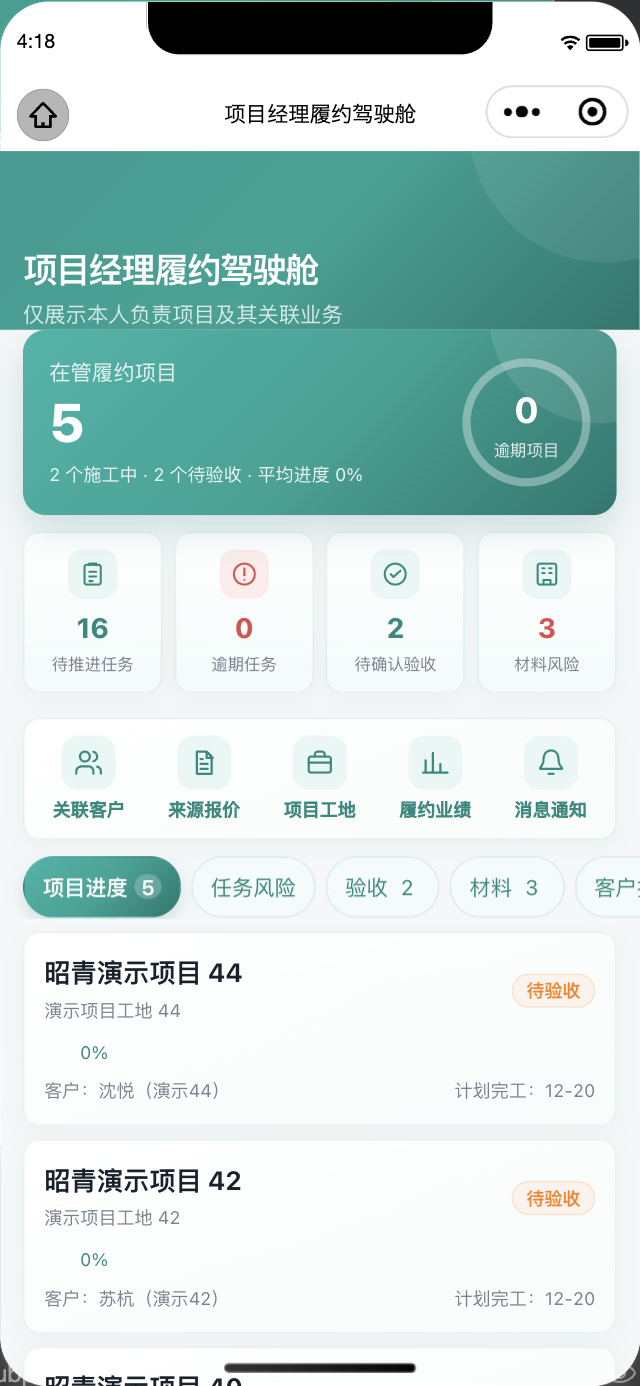 4:18
项目经理履约驾驶舱
项目经理履约驾驶舱
仅展示本人负责项目及其关联业务
在管履约项目
5
2 个施工中 · 2 个待验收 · 平均进度 0%
0
逾期项目
16
待推进任务
0
逾期任务
2
待确认验收
3
材料风险
关联客户
来源报价
项目工地
履约业绩
消息通知
项目进度 5
任务风险
验收 2
材料 3
客户
昭青演示项目 44
待验收
演示项目工地 44
0%
客户：沈悦（演示44）
计划完工：12-20
昭青演示项目 42
待验收
演示项目工地 42
0%
客户：苏杭（演示42）
计划完工：12-20
昭青演示项目 40